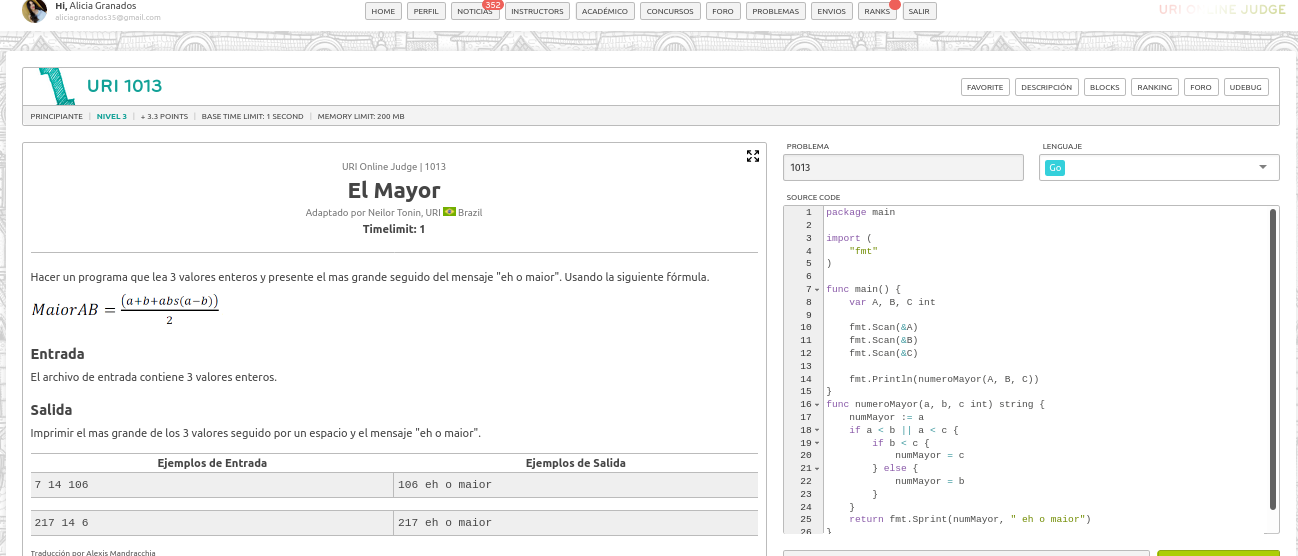 Hi, Alicia Granados
aliciagranados35@gmail.com
HOME PERFIL NOTICIAS 352 INSTRUCTORS ACADÉMICO CONCURSOS FORO PROBLEMAS ENVIOS RANKS SALIR
URI ONLINE JUDGE
URI 1013
FAVORITE DESCRIPCIÓN BLOCKS RANKING FORO UDEBUG
PRINCIPIANTE | NIVEL 3 | + 3.3 POINTS | BASE TIME LIMIT: 1 SECOND | MEMORY LIMIT: 200 MB
URI Online Judge | 1013
El Mayor
Adaptado por Neilor Tonin, URI Brazil
Timelimit: 1
Hacer un programa que lea 3 valores enteros y presente el mas grande seguido del mensaje "eh o maior". Usando la siguiente fórmula.
MaiorAB = (a+b+abs(a−b))
2
Entrada
El archivo de entrada contiene 3 valores enteros.
Salida
Imprimir el mas grande de los 3 valores seguido por un espacio y el mensaje "eh o maior".
Ejemplos de Entrada Ejemplos de Salida
7 14 106 106 eh o maior
217 14 6 217 eh o maior
Traducción por Alexis Mandracchia
PROBLEMA LENGUAJE
1013 Go
SOURCE CODE
1 package main
2
3 import (
4 "fmt"
5 )
6
7 func main() {
8 var A, B, C int
9
10 fmt.Scan(&A)
11 fmt.Scan(&B)
12 fmt.Scan(&C)
13
14 fmt.Println(numeroMayor(A, B, C))
15 }
16 func numeroMayor(a, b, c int) string {
17 numMayor := a
18 if a < b || a < c {
19 if b < c {
20 numMayor = c
21 } else {
22 numMayor = b
23 }
24 }
25 return fmt.Sprint(numMayor, " eh o maior")
26 }